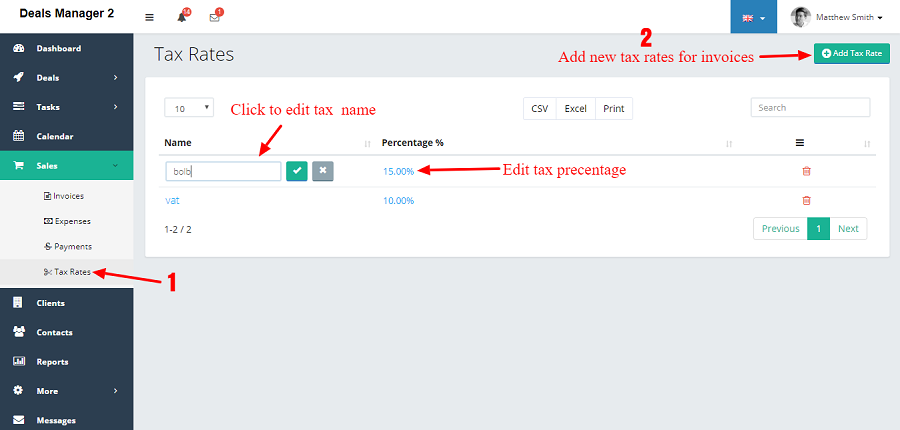 Deals Manager 2
14
1
Matthew Smith
Dashboard
Deals
Tasks
Calendar
Sales
Invoices
Expenses
Payments
Tax Rates
Clients
Contacts
Reports
More
Messages
1
Tax Rates
2
Add new tax rates for invoices
Add Tax Rate
10
Click to edit tax name
CSV Excel Print
Search
Name Percentage %
bolb 15.00%
Edit tax precentage
vat 10.00%
1-2 / 2
Previous 1 Next